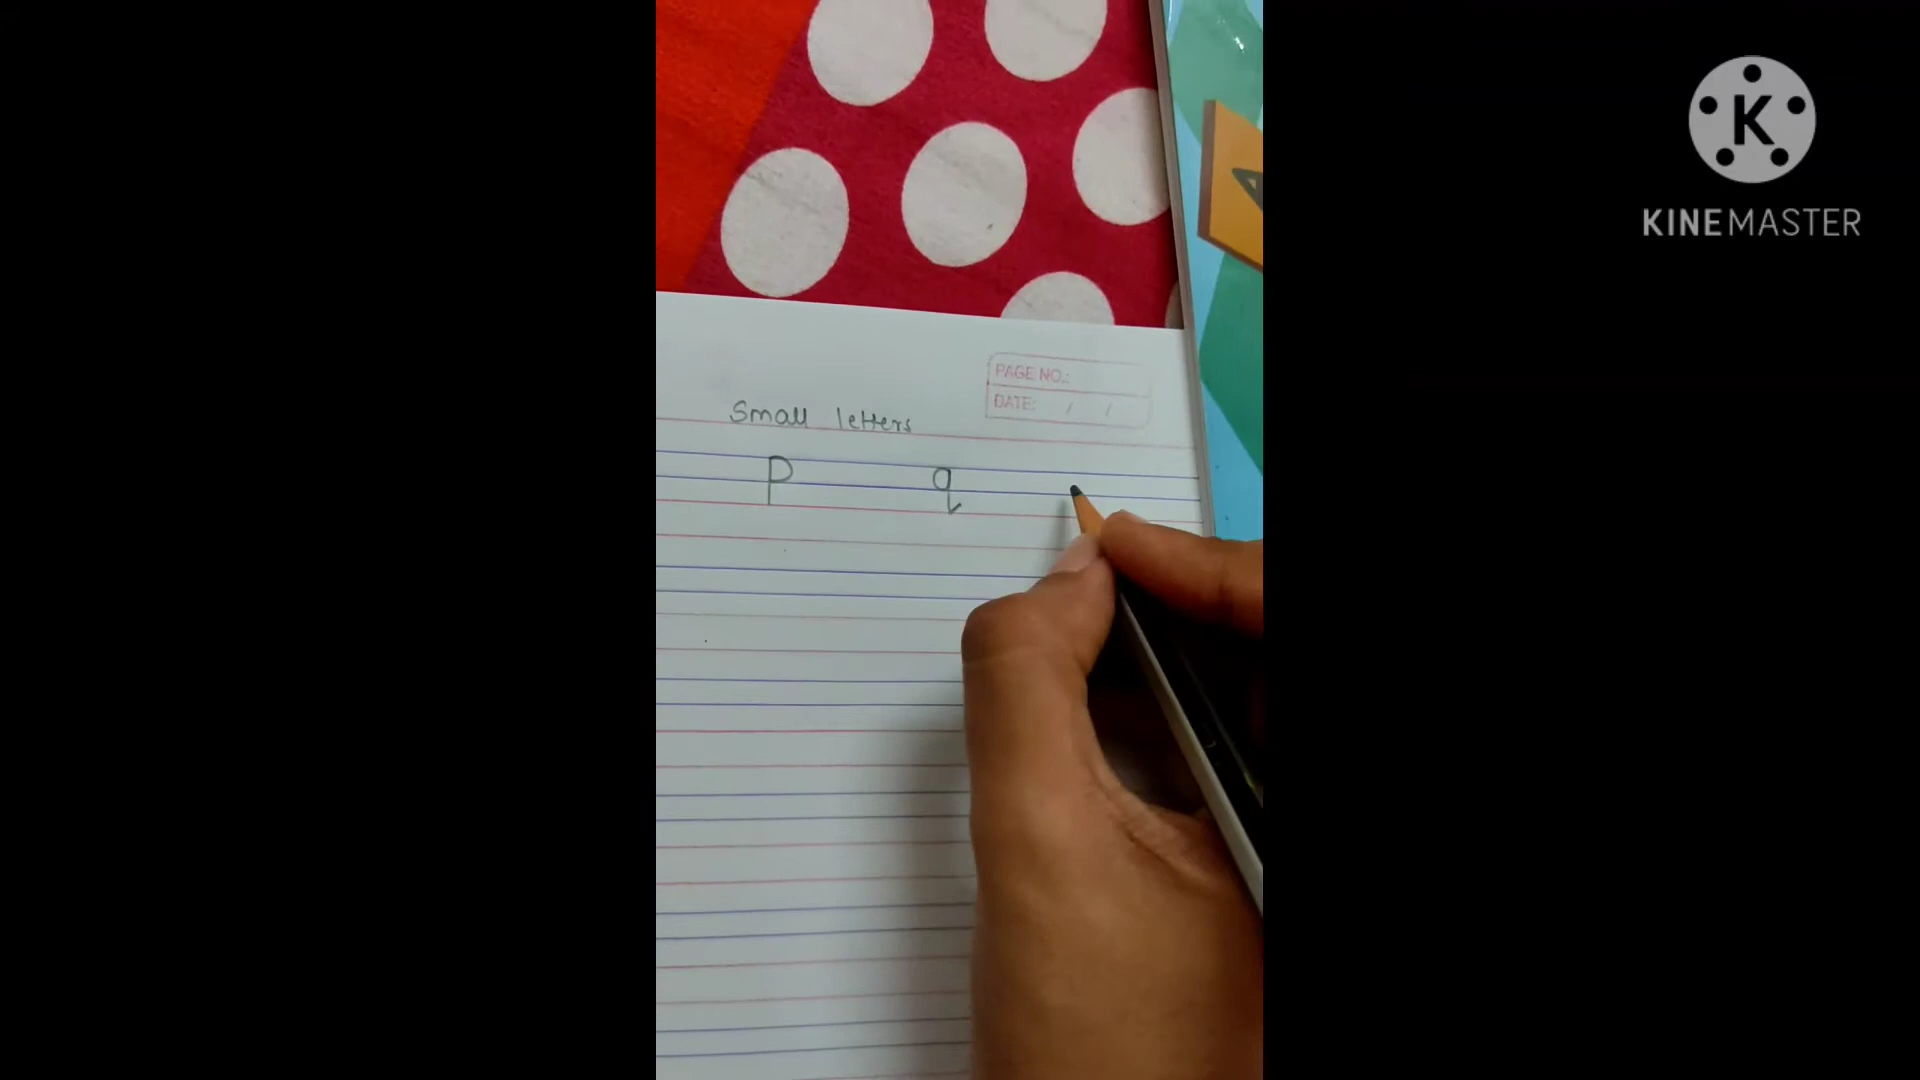 KINEMASTER
PAGE NO.:
DATE: / /
Small letters
p q